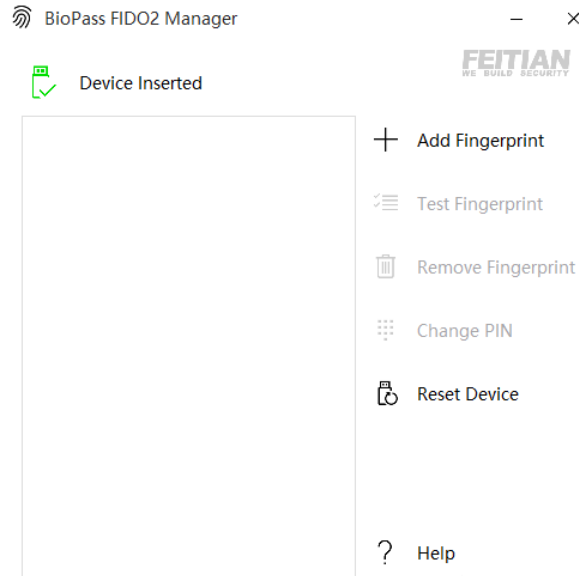 BioPass FIDO2 Manager
FEITIAN
WE BUILD SECURITY
Device Inserted
Add Fingerprint
Test Fingerprint
Remove Fingerprint
Change PIN
Reset Device
Help